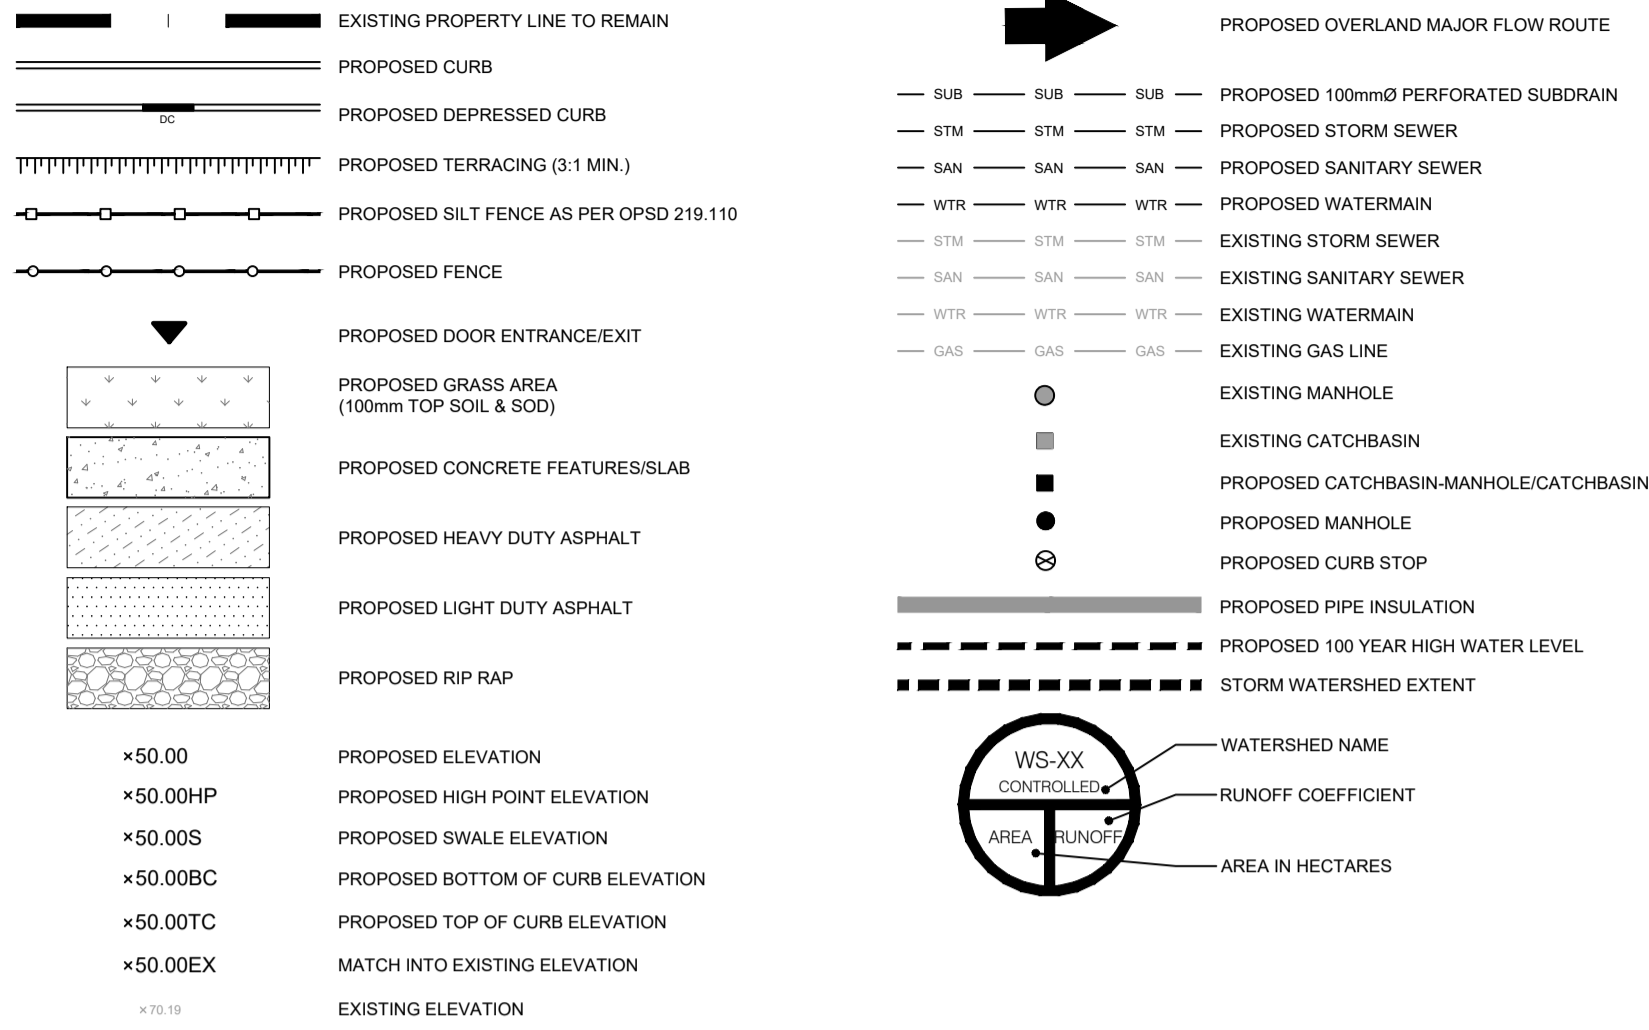 EXISTING PROPERTY LINE TO REMAIN
PROPOSED CURB
DC
PROPOSED DEPRESSED CURB
PROPOSED TERRACING (3:1 MIN.)
PROPOSED SILT FENCE AS PER OPSD 219.110
PROPOSED FENCE
PROPOSED DOOR ENTRANCE/EXIT
PROPOSED GRASS AREA
(100mm TOP SOIL & SOD)
PROPOSED CONCRETE FEATURES/SLAB
PROPOSED HEAVY DUTY ASPHALT
PROPOSED LIGHT DUTY ASPHALT
PROPOSED RIP RAP
×50.00 PROPOSED ELEVATION
×50.00HP PROPOSED HIGH POINT ELEVATION
×50.00S PROPOSED SWALE ELEVATION
×50.00BC PROPOSED BOTTOM OF CURB ELEVATION
×50.00TC PROPOSED TOP OF CURB ELEVATION
×50.00EX MATCH INTO EXISTING ELEVATION
×70.19 EXISTING ELEVATION
PROPOSED OVERLAND MAJOR FLOW ROUTE
SUB SUB SUB PROPOSED 100mmØ PERFORATED SUBDRAIN
STM STM STM PROPOSED STORM SEWER
SAN SAN SAN PROPOSED SANITARY SEWER
WTR WTR WTR PROPOSED WATERMAIN
STM STM STM EXISTING STORM SEWER
SAN SAN SAN EXISTING SANITARY SEWER
WTR WTR WTR EXISTING WATERMAIN
GAS GAS GAS EXISTING GAS LINE
EXISTING MANHOLE
EXISTING CATCHBASIN
PROPOSED CATCHBASIN-MANHOLE/CATCHBASIN
PROPOSED MANHOLE
PROPOSED CURB STOP
PROPOSED PIPE INSULATION
PROPOSED 100 YEAR HIGH WATER LEVEL
STORM WATERSHED EXTENT
WS-XX
CONTROLLED
AREA RUNOFF
WATERSHED NAME
RUNOFF COEFFICIENT
AREA IN HECTARES